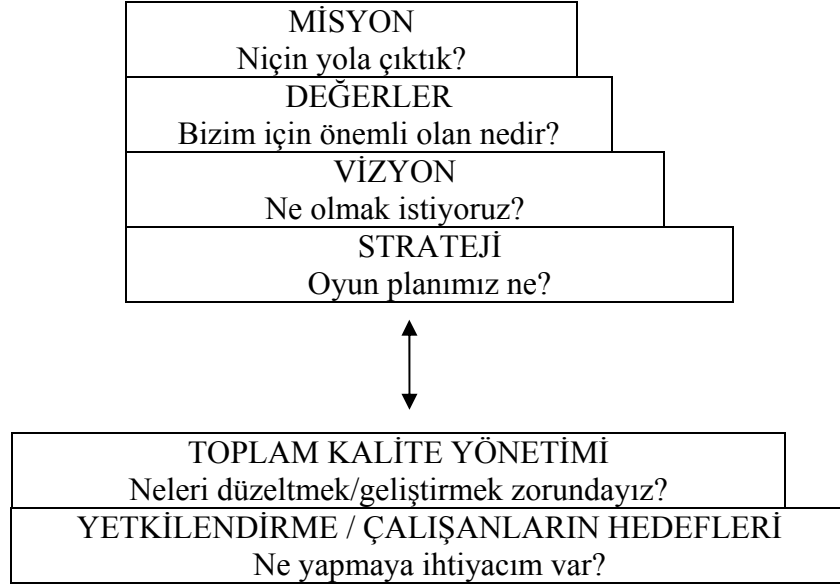 MİSYON
Niçin yola çıktık?
DEĞERLER
Bizim için önemli olan nedir?
VİZYON
Ne olmak istiyoruz?
STRATEJİ
Oyun planımız ne?
TOPLAM KALİTE YÖNETİMİ
Neleri düzeltmek/geliştirmek zorundayız?
YETKİLENDİRME / ÇALIŞANLARIN HEDEFLERİ
Ne yapmaya ihtiyacım var?